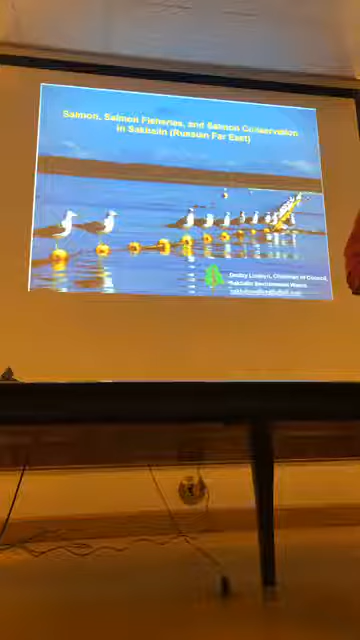 Salmon, Salmon Fisheries, and Salmon Conservation
in Sakhalin (Russian Far East)
Dmitry Lisitsyn, Chairman of Council,
Sakhalin Environment Watch